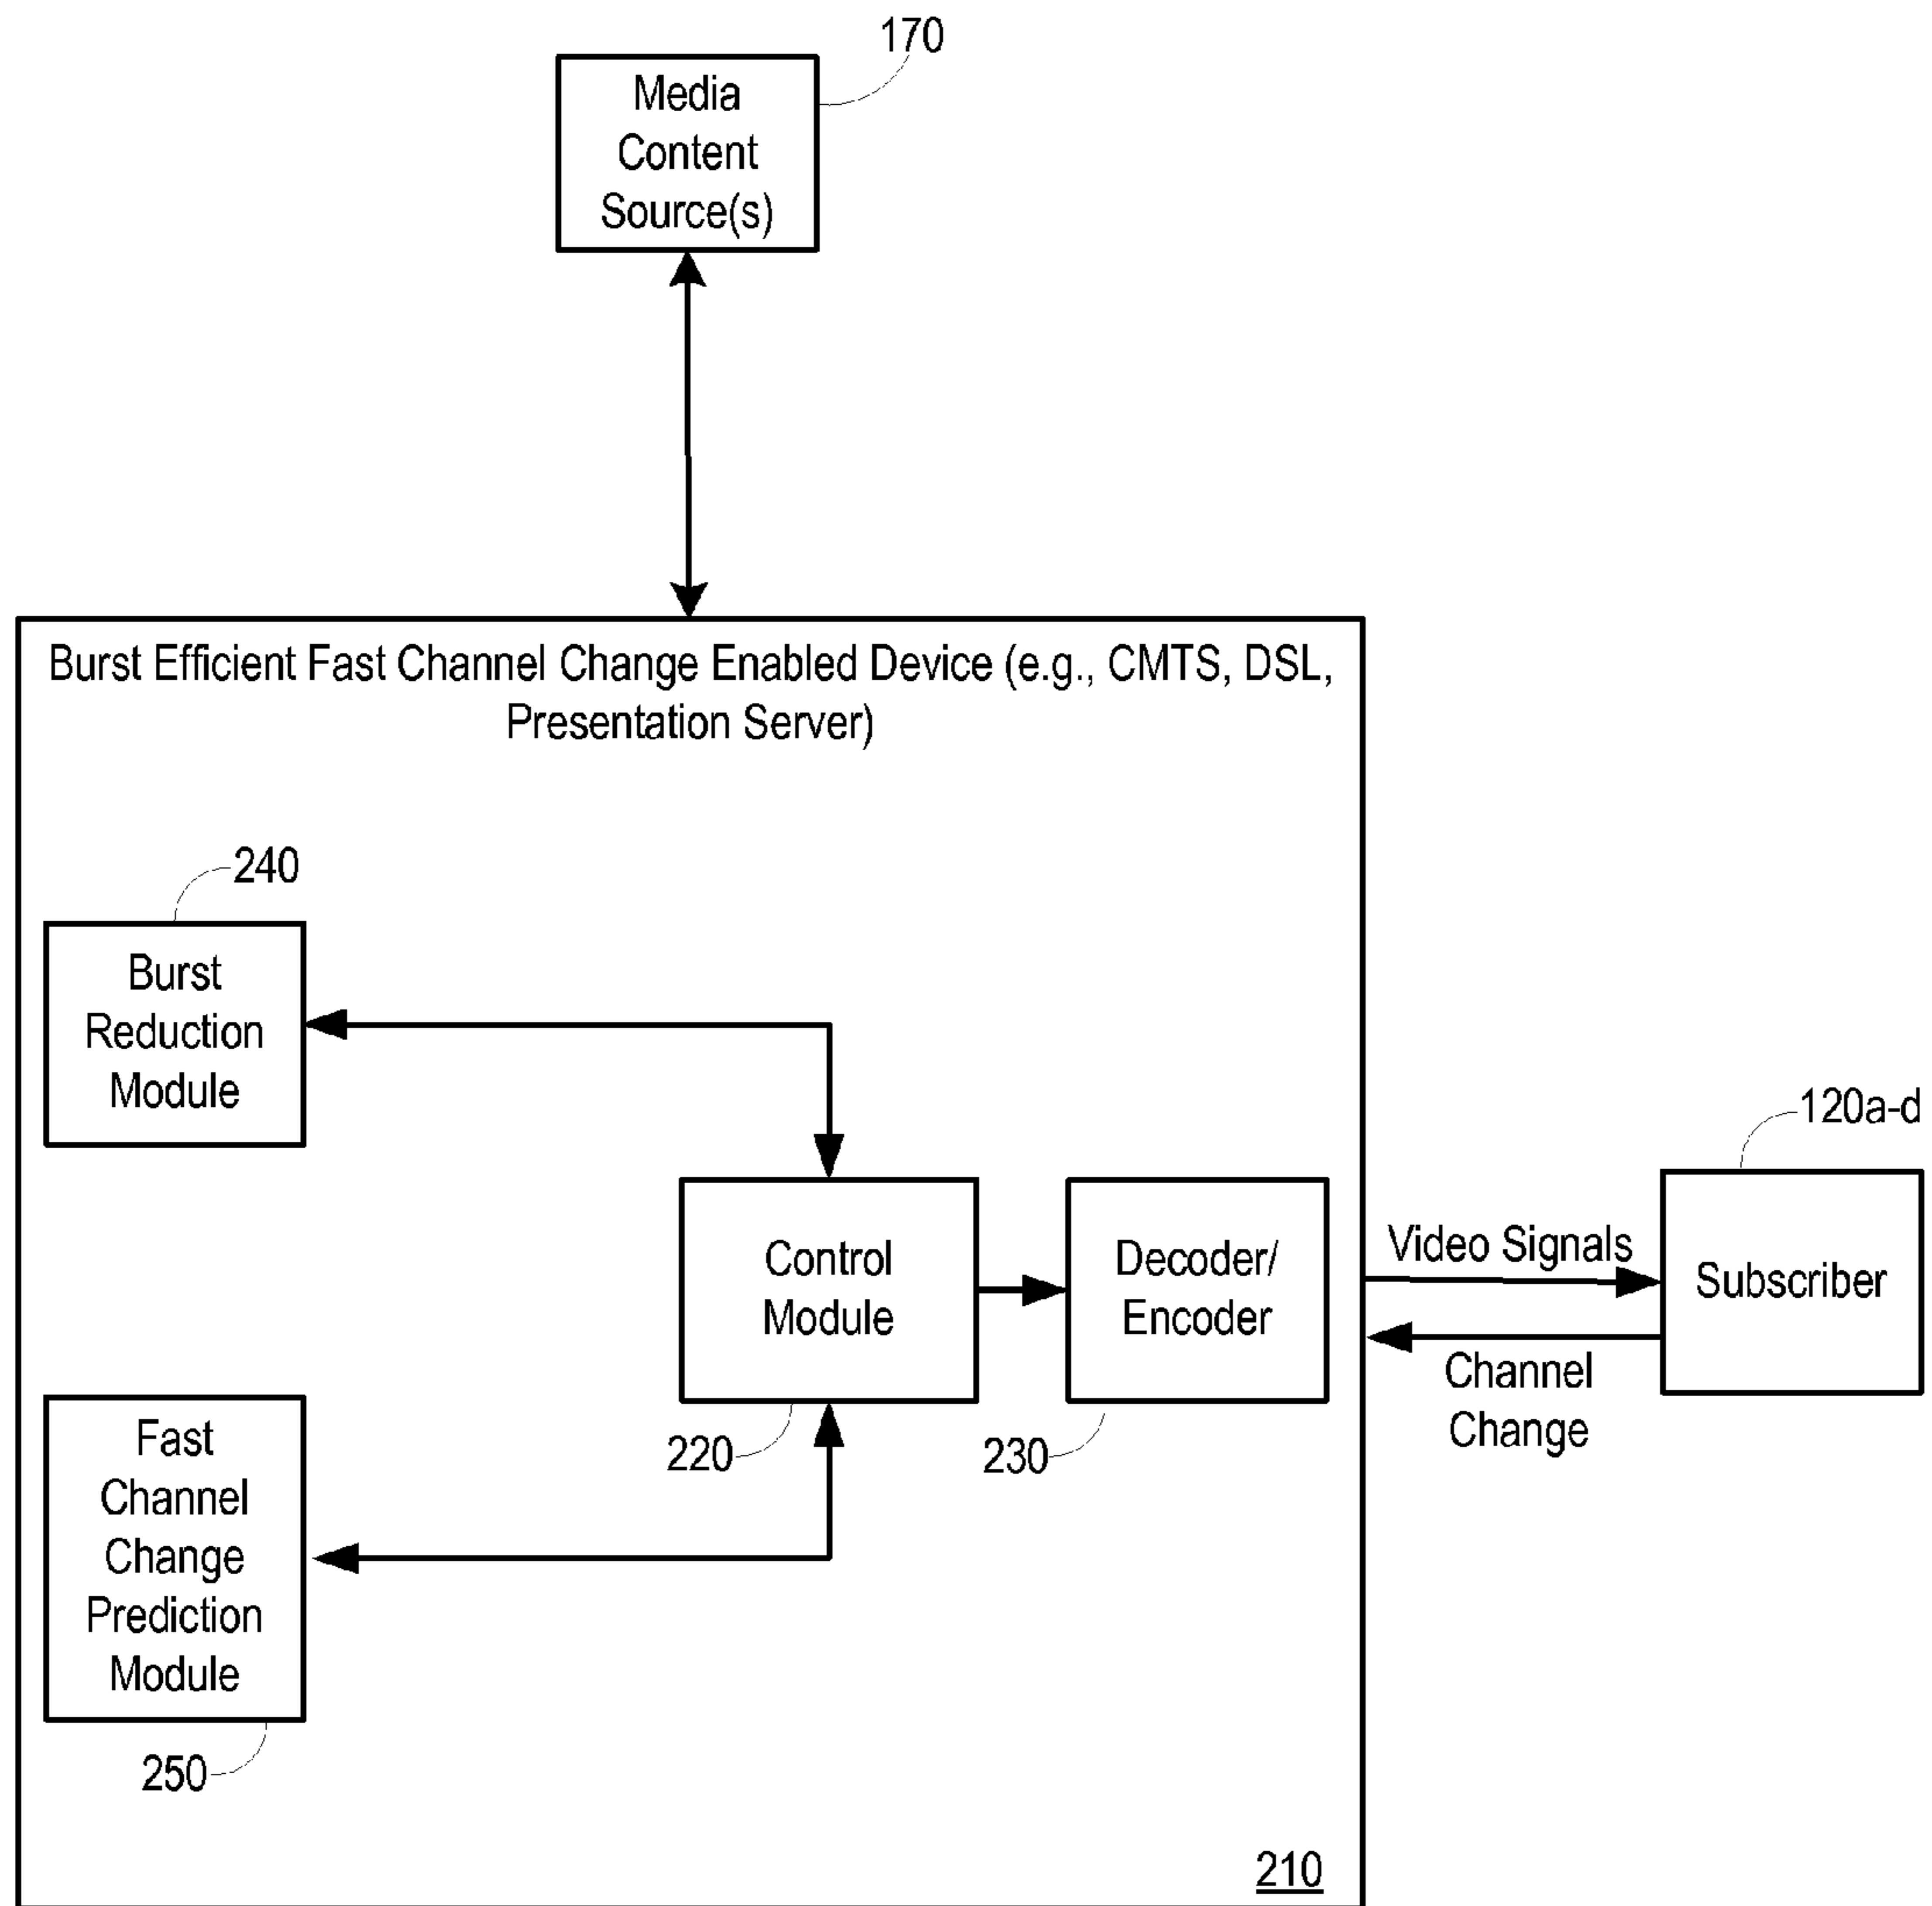 170
Media
Content
Source(s)
Burst Efficient Fast Channel Change Enabled Device (e.g., CMTS, DSL,
Presentation Server)
240
Burst
Reduction
Module
120a-d
Control
Module
Decoder/
Encoder
Video Signals
Subscriber
Channel
Change
220
230
Fast
Channel
Change
Prediction
Module
250
210